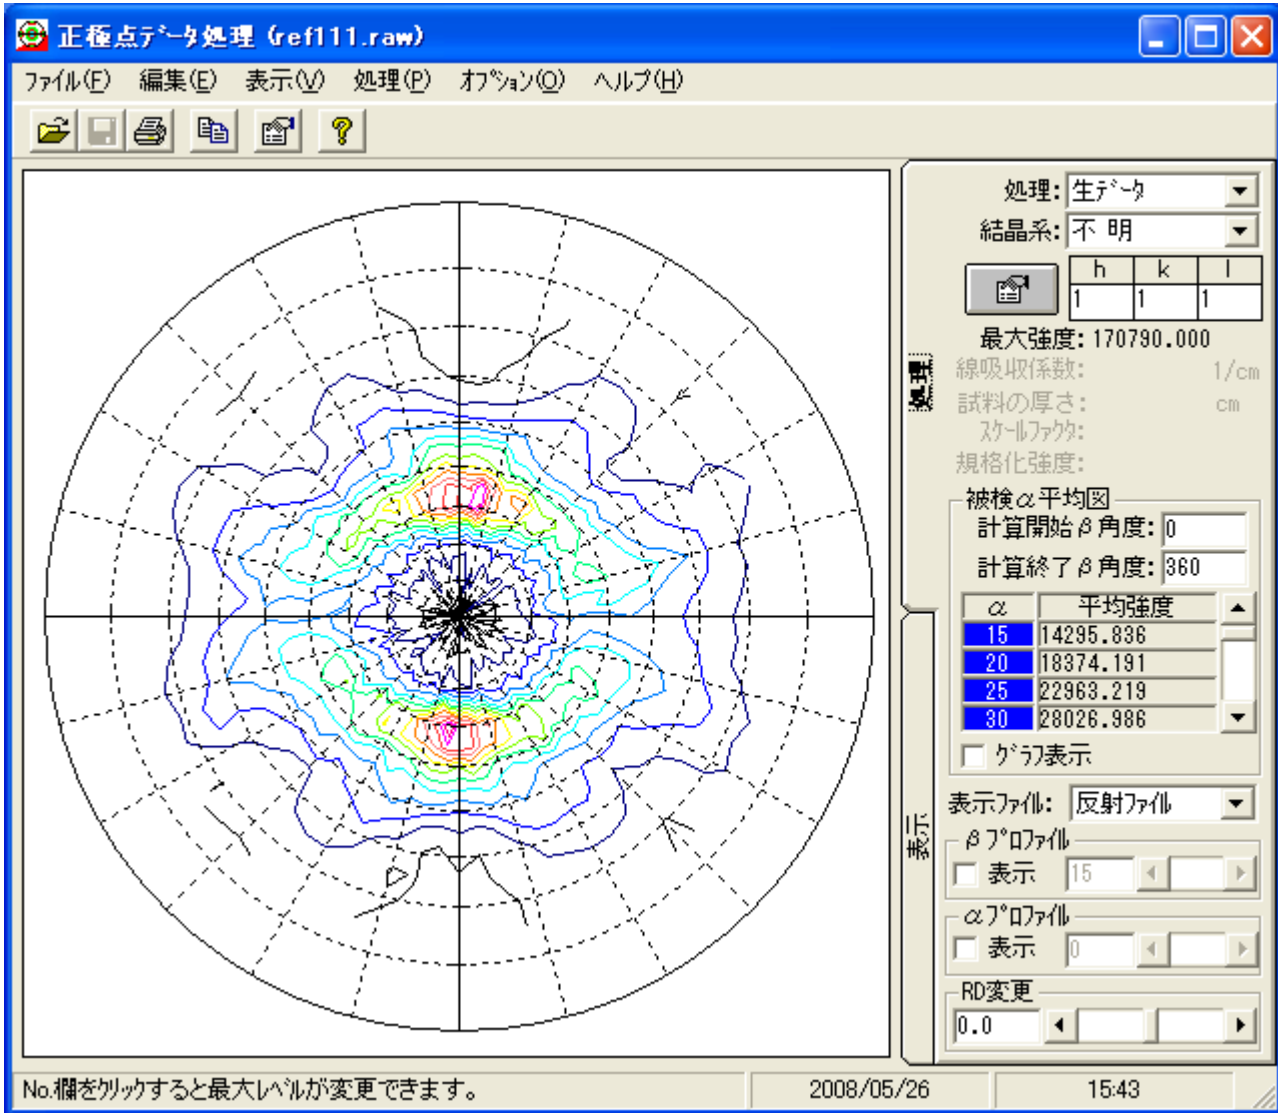 正極点ﾃﾞｰﾀ処理 (ref111.raw)
ﾌｧｲﾙ(F) 編集(E) 表示(V) 処理(P) ｵﾌﾟｼｮﾝ(O) ﾍﾙﾌﾟ(H)
処理: 生ﾃﾞｰﾀ
結晶系: 不 明
h k l
1 1 1
最大強度: 170790.000
線吸収係数: 1/cm
試料の厚さ: cm
ｽｹｰﾙﾌｧｸﾀ:
規格化強度:
処理
被検α平均図
計算開始β角度: 0
計算終了β角度: 360
α 平均強度
15 14295.836
20 18374.191
25 22963.219
30 28026.986
ｸﾞﾗﾌ表示
表示ﾌｧｲﾙ: 反射ﾌｧｲﾙ
表示
βﾌﾟﾛﾌｧｲﾙ
表示 15
αﾌﾟﾛﾌｧｲﾙ
表示 0
RD変更
0.0
No.欄をｸﾘｯｸすると最大ﾚﾍﾞﾙが変更できます。 2008/05/26 15:43